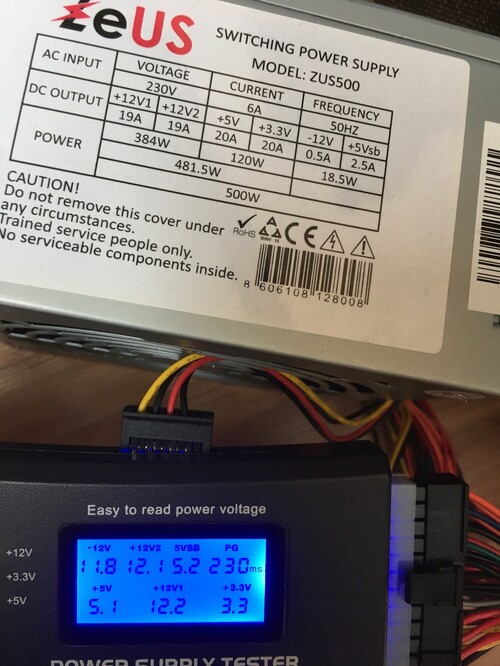 ZeUS
SWITCHING POWER SUPPLY
MODEL: ZUS500
AC INPUT VOLTAGE CURRENT FREQUENCY
230V 6A 50HZ
DC OUTPUT +12V1 +12V2 +5V +3.3V -12V +5Vsb
19A 19A 20A 20A 0.5A 2.5A
POWER 384W 120W 18.5W
481.5W
500W
CAUTION!
Do not remove this cover under
any circumstances.
Trained service people only.
No serviceable components inside.
RoHS CE
8 606108 128008
Easy to read power voltage
+12V
+3.3V
+5V
-12V +12V2 5VSB PG
11.8 12.1 5.2 230ms
+5V +12V1 +3.3V
5.1 12.2 3.3
POWER SUPPLY TESTER